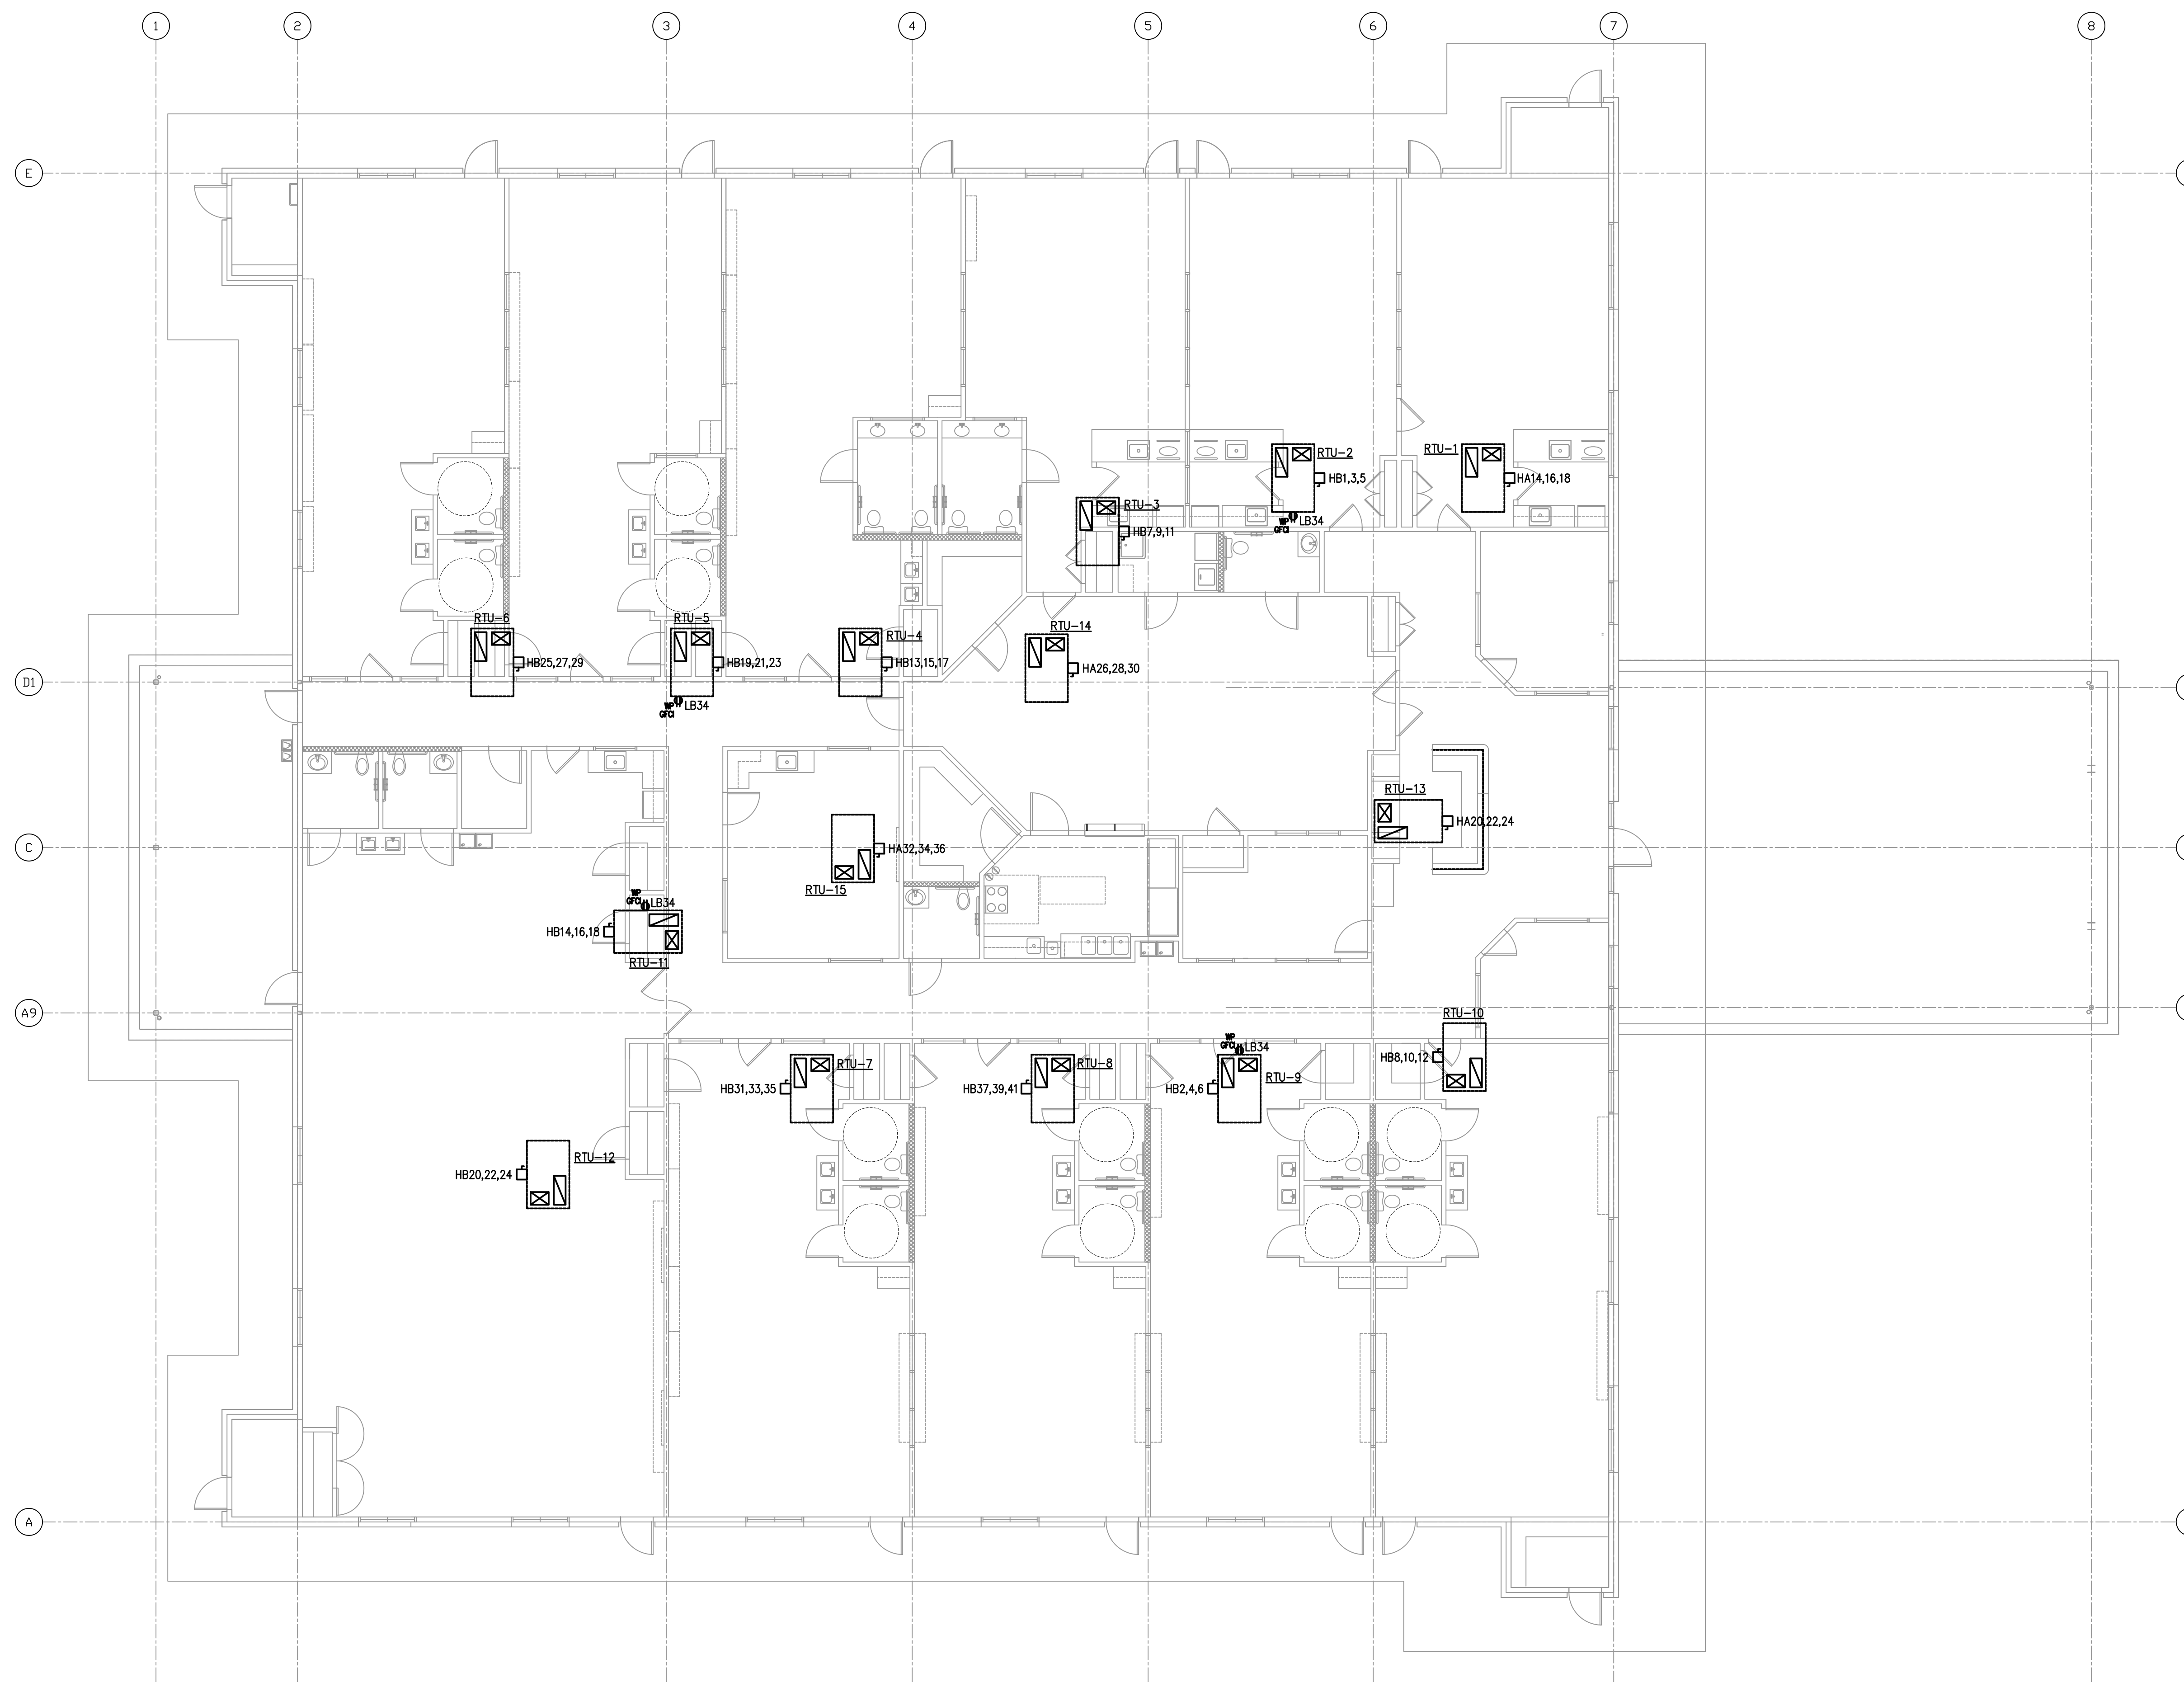 1
2
3
4
5
6
7
8
E
RTU-2
RTU-1
HB1,3,5
HA14,16,18
RTU-3
WP
GFCI
LB34
HB7,9,11
RTU-6
RTU-5
RTU-4
RTU-14
HB25,27,29
HB19,21,23
HB13,15,17
HA26,28,30
D1
WP
GFCI
LB34
RTU-13
HA20,22,24
C
HA32,34,36
RTU-15
WP
GFCI
LB34
HB14,16,18
RTU-11
A9
RTU-10
WP
GFCI
LB34
HB8,10,12
RTU-7
RTU-8
RTU-9
HB31,33,35
HB37,39,41
HB2,4,6
RTU-12
HB20,22,24
A